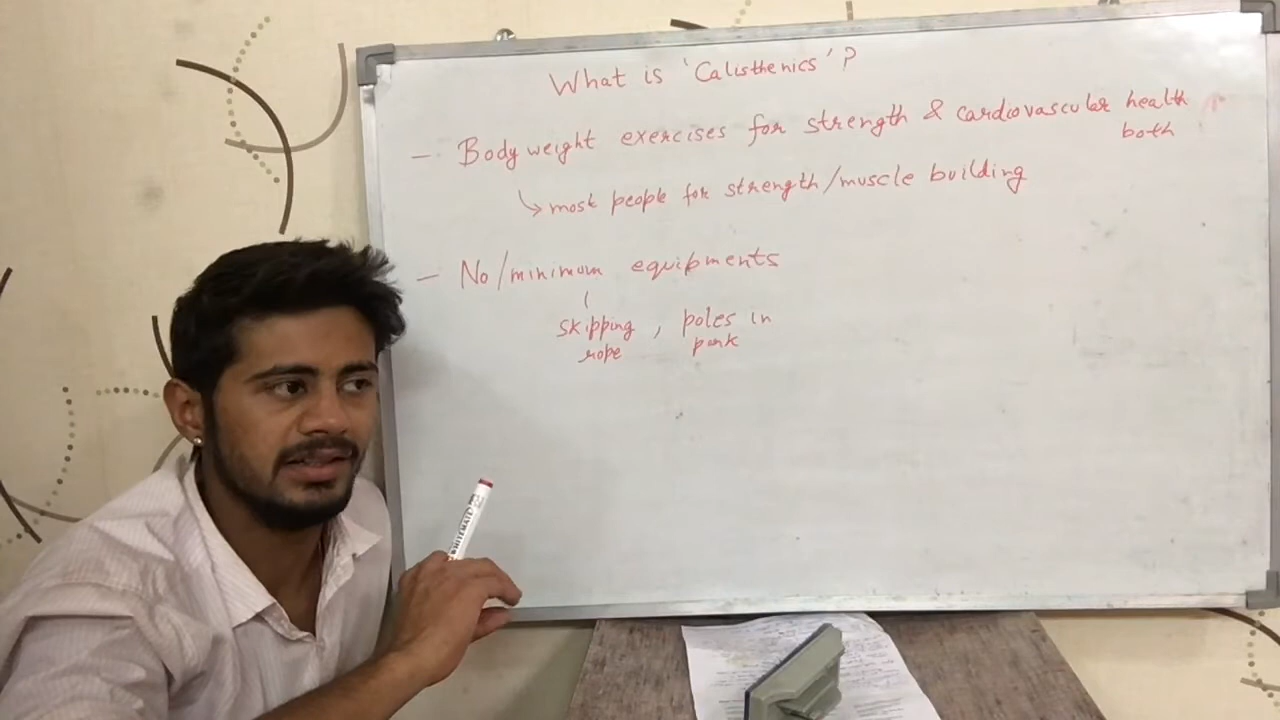 What is 'Calisthenics'?
- Bodyweight exercises for strength & cardiovascular health
both
↳ most people for strength/muscle building
- No/minimum equipments
skipping, poles in
rope park
WHITEMATE